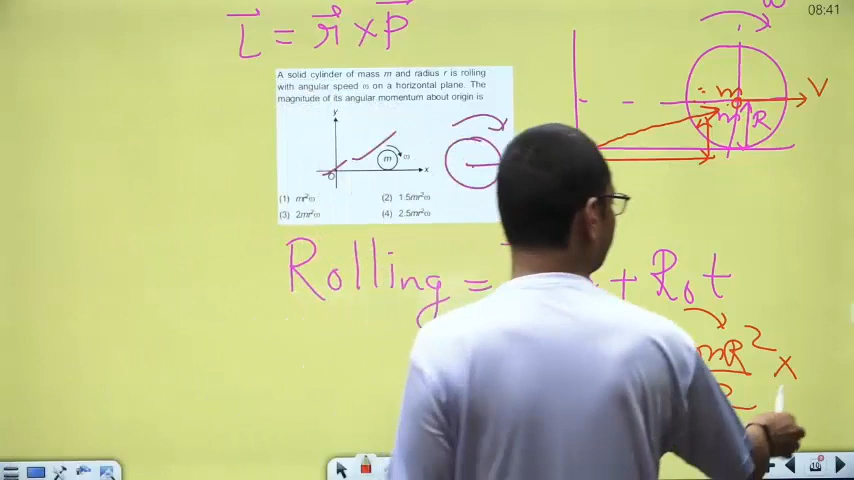 08:41
L = r × P
ω
A solid cylinder of mass m and radius r is rolling
with angular speed ω on a horizontal plane. The
magnitude of its angular momentum about origin is
y
m
ω
O
x
(1) mr²ω
(2) 1.5mr²ω
(3) 2mr²ω
(4) 2.5mr²ω
m
V
m
R
Rolling = + Rot
mR² ×